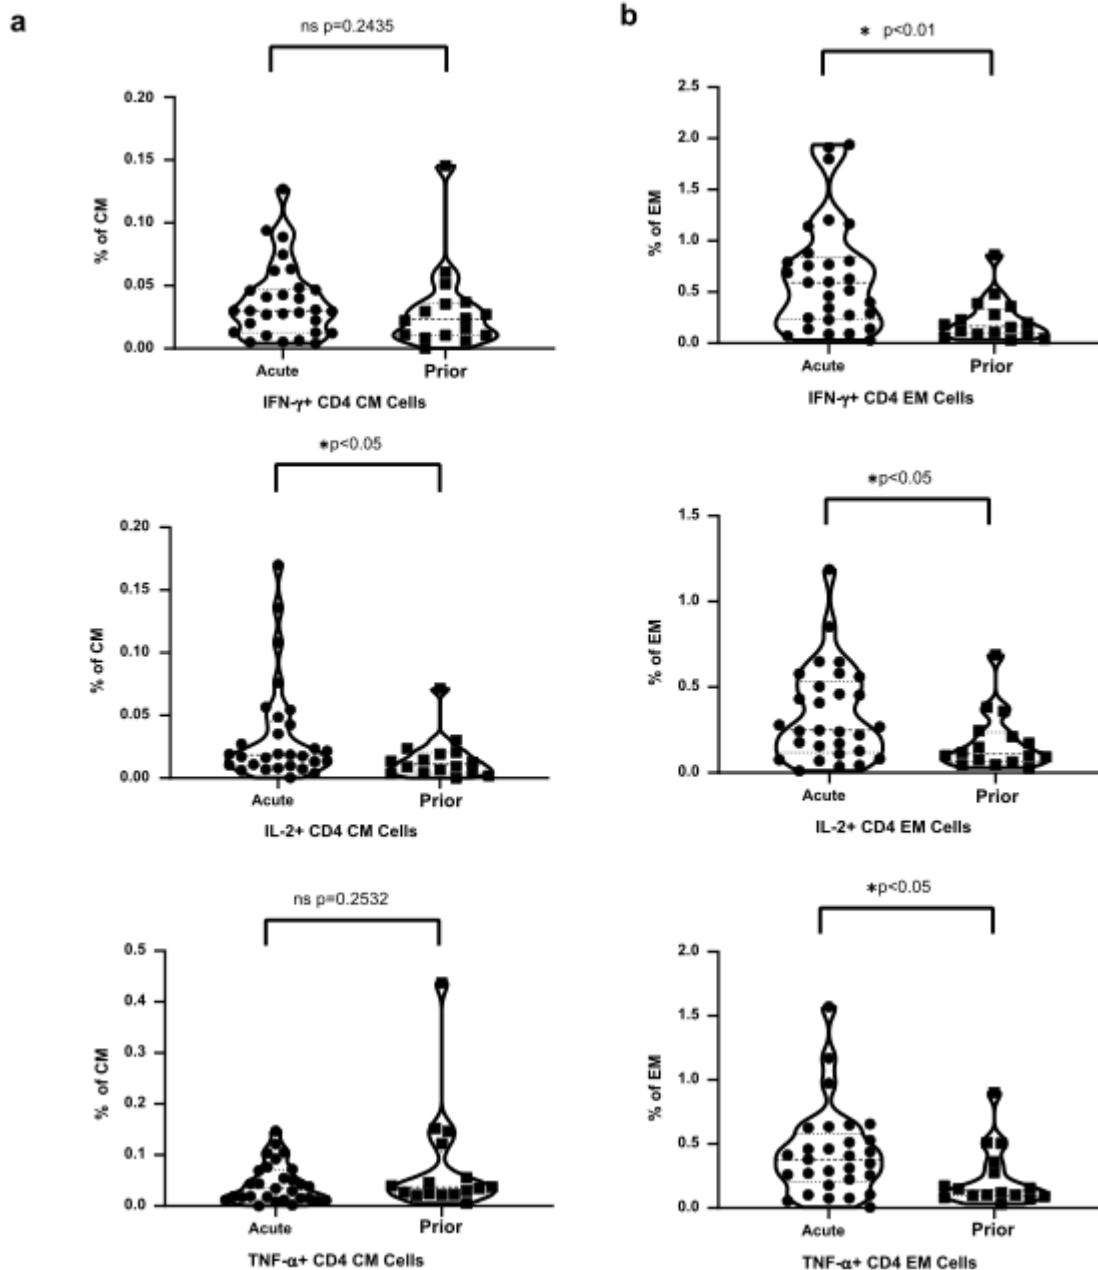 a
ns p=0.2435
0.20
0.15
0.10
0.05
0.00
% of CM
Acute
Prior
IFN-γ+ CD4 CM Cells
*p<0.05
0.20
0.15
0.10
0.05
0.00
% of CM
Acute
Prior
IL-2+ CD4 CM Cells
ns p=0.2532
0.5
0.4
0.3
0.2
0.1
0.0
% of CM
Acute
Prior
TNF-α+ CD4 CM Cells
b
* p<0.01
2.5
2.0
1.5
1.0
0.5
0.0
% of EM
Acute
Prior
IFN-γ+ CD4 EM Cells
*p<0.05
1.5
1.0
0.5
0.0
% of EM
Acute
Prior
IL-2+ CD4 EM Cells
*p<0.05
2.0
1.5
1.0
0.5
0.0
% of EM
Acute
Prior
TNF-α+ CD4 EM Cells